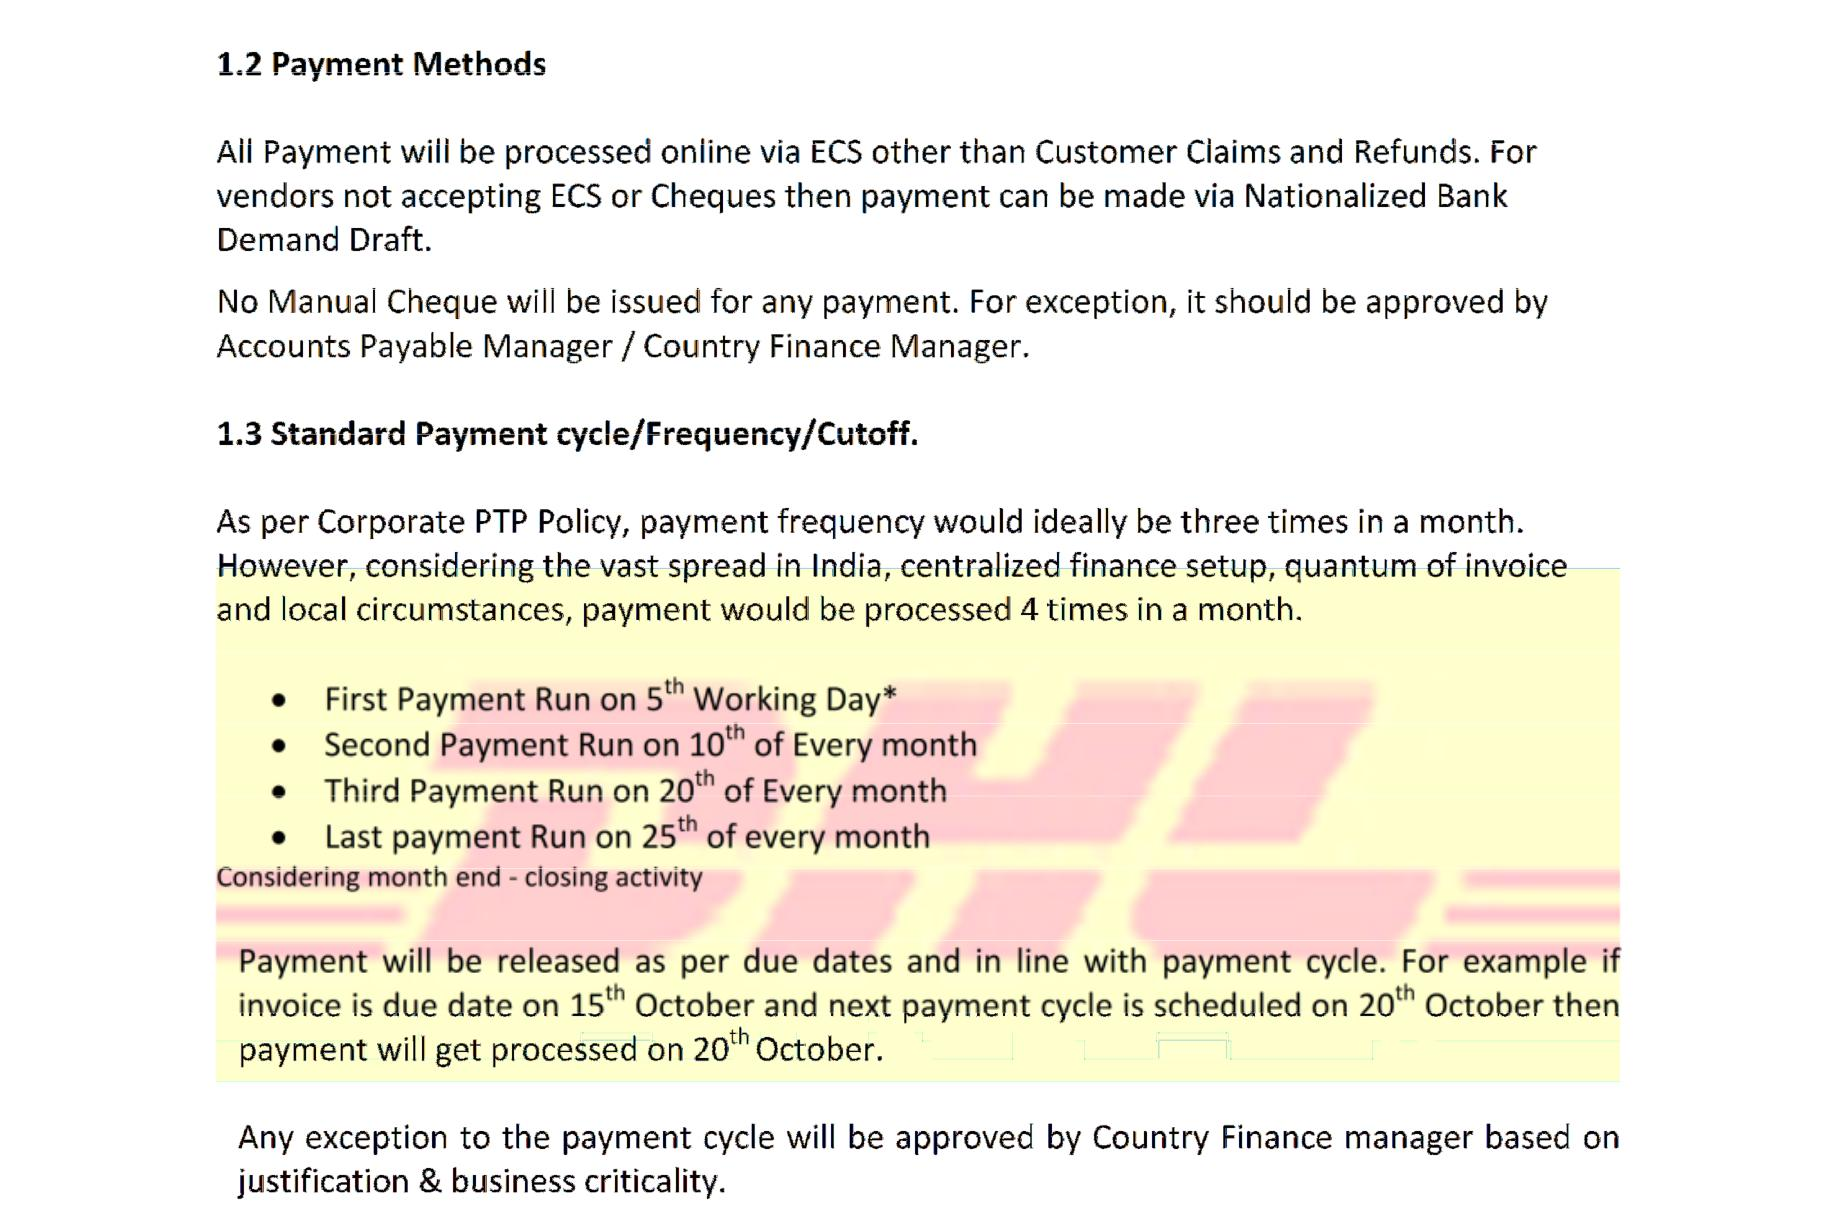 1.2 Payment Methods
All Payment will be processed online via ECS other than Customer Claims and Refunds. For
vendors not accepting ECS or Cheques then payment can be made via Nationalized Bank
Demand Draft.
No Manual Cheque will be issued for any payment. For exception, it should be approved by
Accounts Payable Manager / Country Finance Manager.
1.3 Standard Payment cycle/Frequency/Cutoff.
As per Corporate PTP Policy, payment frequency would ideally be three times in a month.
However, considering the vast spread in India, centralized finance setup, quantum of invoice
and local circumstances, payment would be processed 4 times in a month.
• First Payment Run on 5th Working Day*
• Second Payment Run on 10th of Every month
• Third Payment Run on 20th of Every month
• Last payment Run on 25th of every month
Considering month end - closing activity
DHL
Payment will be released as per due dates and in line with payment cycle. For example if
invoice is due date on 15th October and next payment cycle is scheduled on 20th October then
payment will get processed on 20th October.
Any exception to the payment cycle will be approved by Country Finance manager based on
justification & business criticality.